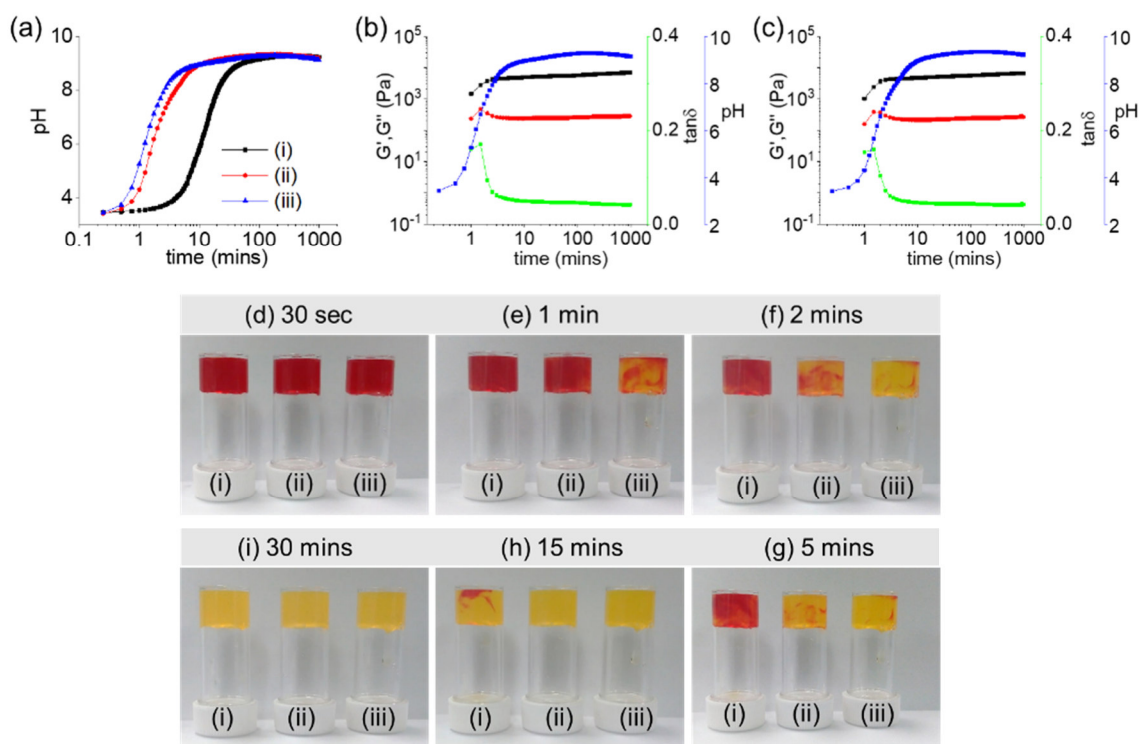 (a)
10
8
6
4
pH
0.1
1
10
100
1000
time (mins)
(i)
(ii)
(iii)
(b)
10⁵
10³
10¹
10⁻¹
G′,G″ (Pa)
1
10
100
1000
time (mins)
0.4
0.2
0.0
tanδ
10
8
6
4
2
pH
(c)
10⁵
10³
10¹
10⁻¹
G′,G″ (Pa)
1
10
100
1000
time (mins)
0.4
0.2
0.0
tanδ
10
8
6
4
2
pH
(d) 30 sec
(i) (ii) (iii)
(e) 1 min
(i) (ii) (iii)
(f) 2 mins
(i) (ii) (iii)
(i) 30 mins
(i) (ii) (iii)
(h) 15 mins
(i) (ii) (iii)
(g) 5 mins
(i) (ii) (iii)